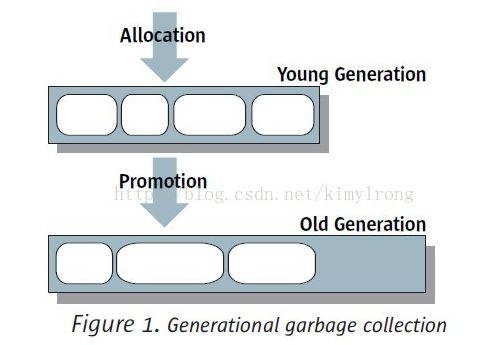 Allocation
Young Generation
Promotion
http://blog.csdn.net/kimylrong
Old Generation
Figure 1. Generational garbage collection